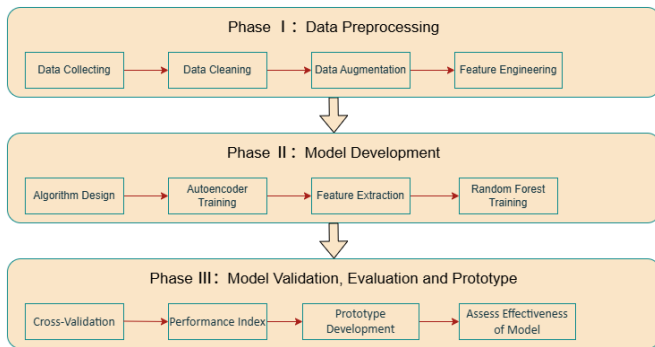 Phase Ⅰ: Data Preprocessing
Data Collecting
Data Cleaning
Data Augmentation
Feature Engineering
Phase Ⅱ: Model Development
Algorithm Design
Autoencoder
Training
Feature Extraction
Random Forest
Training
Phase Ⅲ: Model Validation, Evaluation and Prototype
Cross-Validation
Performance Index
Prototype
Development
Assess Effectiveness
of Model